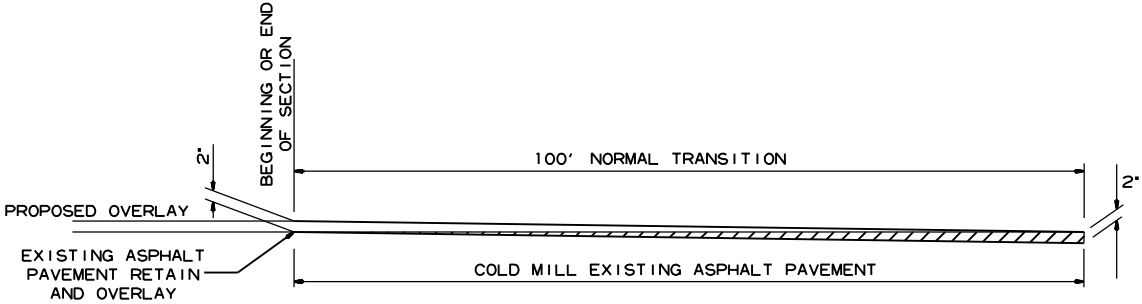 BEGINNING OR END
OF SECTION
2"
100' NORMAL TRANSITION
2"
PROPOSED OVERLAY
EXISTING ASPHALT
PAVEMENT RETAIN
AND OVERLAY
COLD MILL EXISTING ASPHALT PAVEMENT